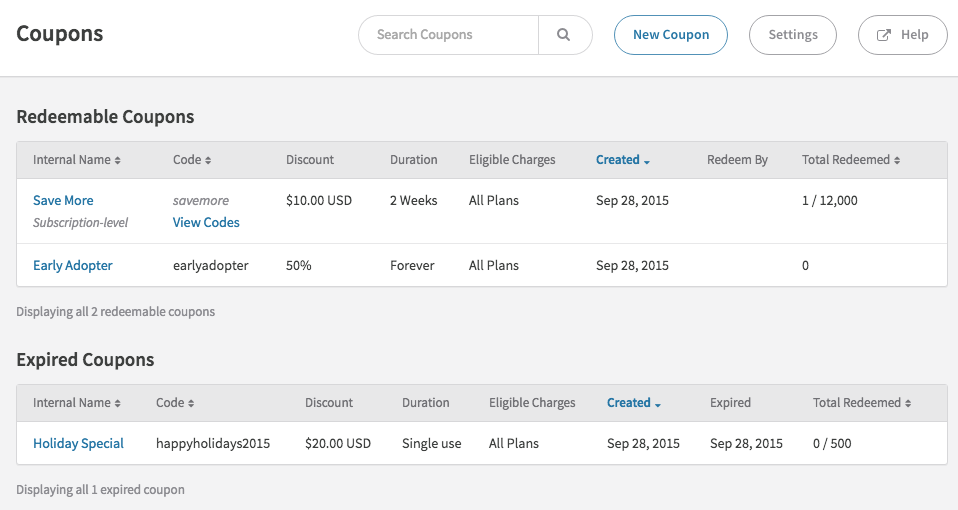 Coupons
Search Coupons
New Coupon
Settings
Help
Redeemable Coupons
Internal Name Code Discount Duration Eligible Charges Created Redeem By Total Redeemed
Save More savemore $10.00 USD 2 Weeks All Plans Sep 28, 2015 1 / 12,000
Subscription-level View Codes
Early Adopter earlyadopter 50% Forever All Plans Sep 28, 2015 0
Displaying all 2 redeemable coupons
Expired Coupons
Internal Name Code Discount Duration Eligible Charges Created Expired Total Redeemed
Holiday Special happyholidays2015 $20.00 USD Single use All Plans Sep 28, 2015 Sep 28, 2015 0 / 500
Displaying all 1 expired coupon